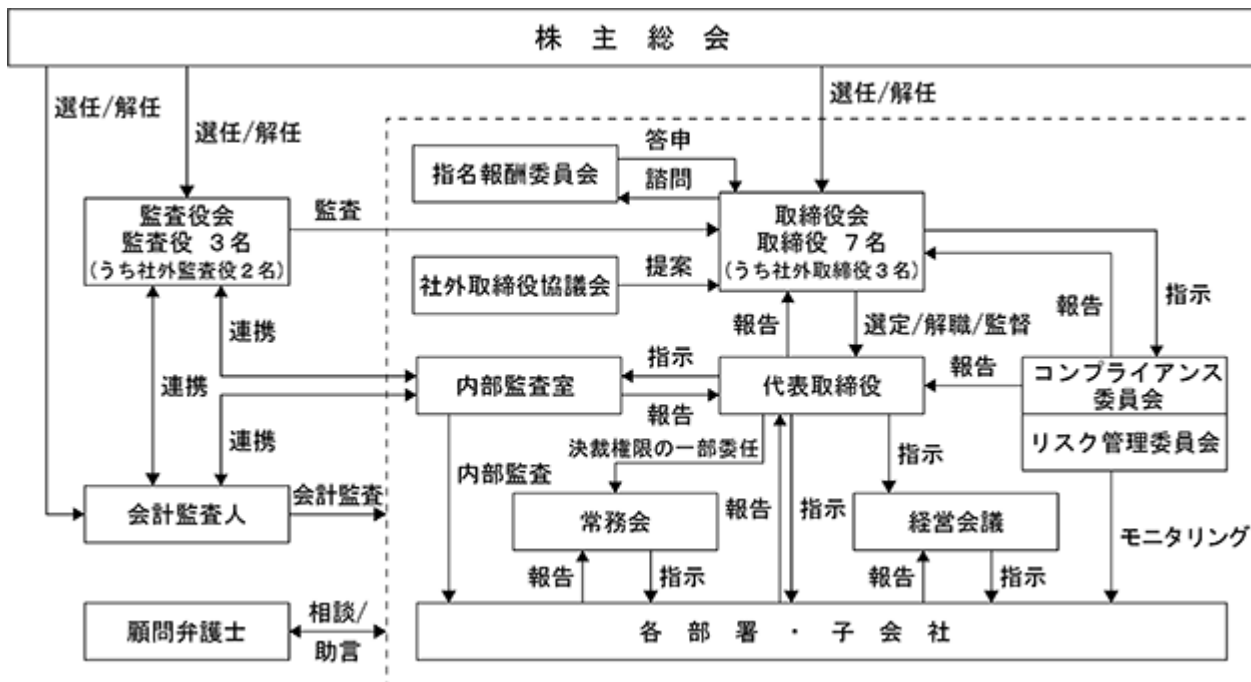 株主総会
選任/解任
選任/解任
選任/解任
答申
指名報酬委員会
諮問
監査役会
監査役 3名
(うち社外監査役2名)
監査
取締役会
取締役 7名
(うち社外取締役3名)
社外取締役協議会
提案
指示
報告
連携
報告
選定/解職/監督
連携
内部監査室
指示
報告
代表取締役
報告
コンプライアンス
委員会
リスク管理委員会
連携
決裁権限の一部委任
指示
内部監査
会計監査人
会計監査
常務会
報告
指示
経営会議
モニタリング
報告
指示
報告
指示
顧問弁護士
相談/
助言
各部署・子会社